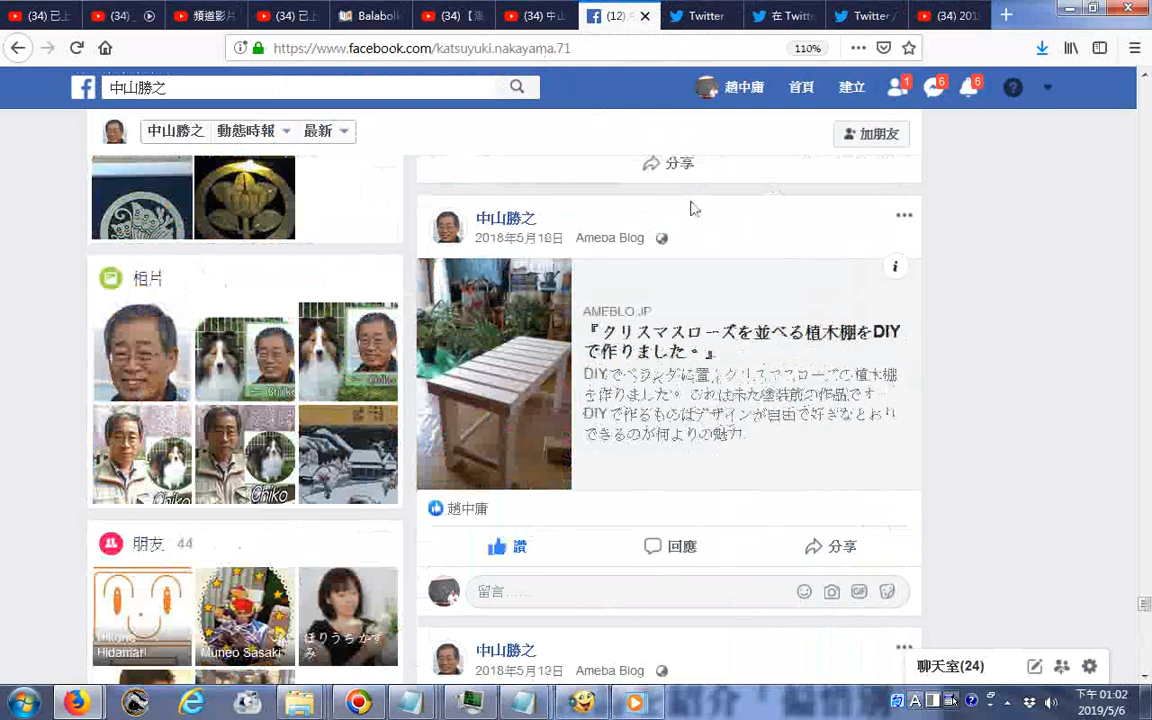 (34) 已上
(34)
頻道影片
(34) 已上
Balabolk
(34)【
(34) 中山
(12)
Twitter
在 Twitt
Twitter /
(34) 201
https://www.facebook.com/katsuyuki.nakayama.71
110%
中山勝之
趙中庸
首頁
建立
1
6
6
中山勝之
動態時報
最新
加朋友
分享
中山勝之
2018年5月18日
Ameba Blog
相片
AMEBLO.JP
『クリスマスローズを並べる植木棚をDIY
で作りました。』
DIYでベランダに置くクリスマスローズの植木棚
を作りました。これは未だ塗装前の作品です
DIYで作るものはデザインが自由で好きなとおり
できるのが何よりの魅力.
Chiko
Chiko
趙中庸
讚
回應
分享
朋友 44
留言......
Hidamari
Muneo Sasaki
ほりうち かず
み
中山勝之
2018年5月12日
Ameba Blog
聊天室(24)
下午 01:02
2019/5/6